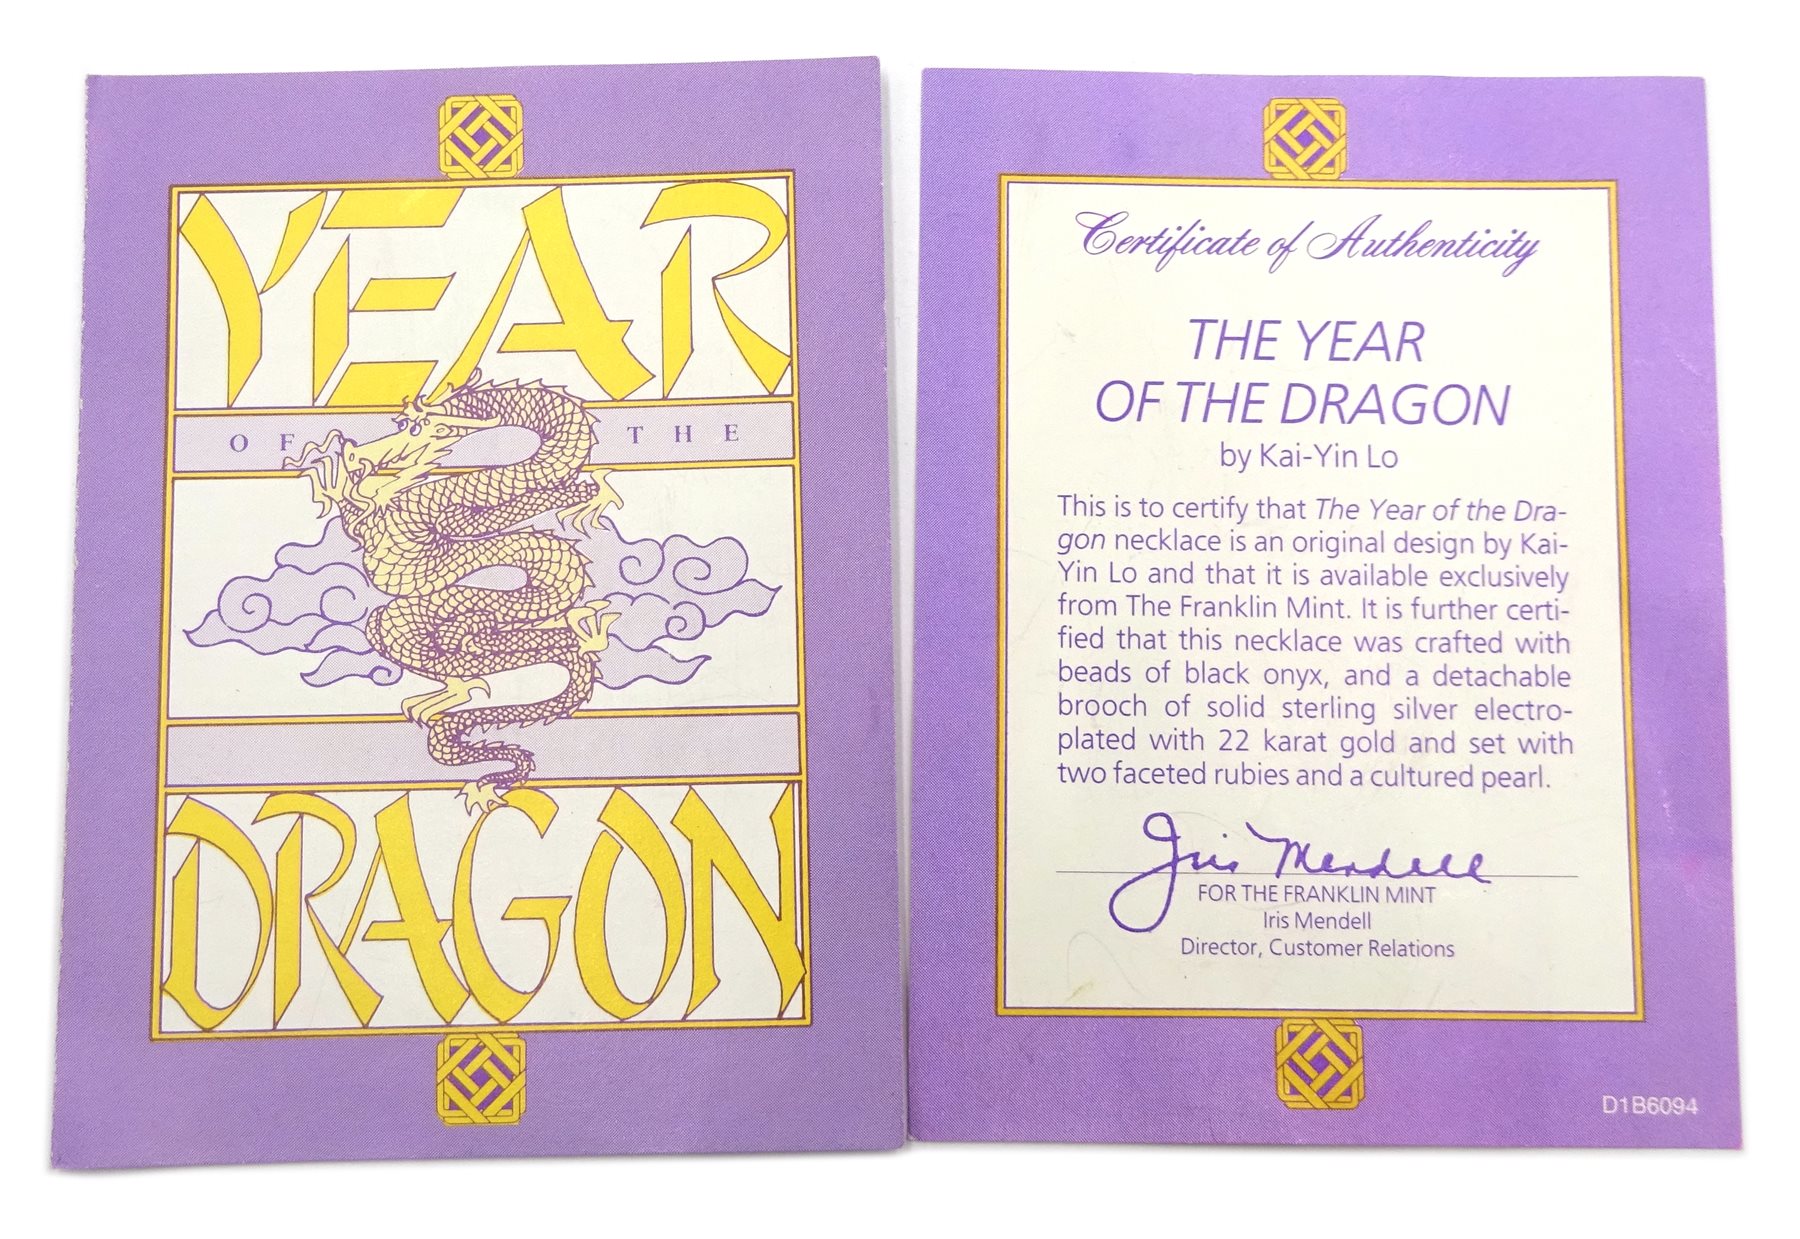 YEAR
OF THE
DRAGON
Certificate of Authenticity
THE YEAR
OF THE DRAGON
by Kai-Yin Lo
This is to certify that The Year of the Dra-
gon necklace is an original design by Kai-
Yin Lo and that it is available exclusively
from The Franklin Mint. It is further certi-
fied that this necklace was crafted with
beads of black onyx, and a detachable
brooch of solid sterling silver electro-
plated with 22 karat gold and set with
two faceted rubies and a cultured pearl.
Iris Mendell
FOR THE FRANKLIN MINT
Iris Mendell
Director, Customer Relations
D1B6094